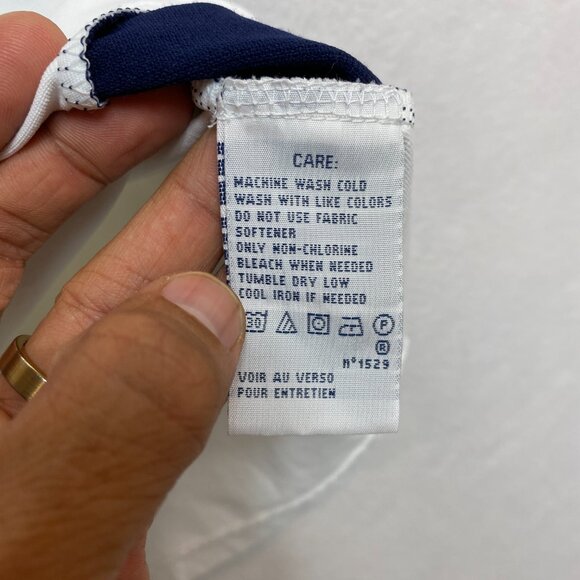 CARE:
MACHINE WASH COLD
WASH WITH LIKE COLORS
DO NOT USE FABRIC
SOFTENER
ONLY NON-CHLORINE
BLEACH WHEN NEEDED
TUMBLE DRY LOW
COOL IRON IF NEEDED
30 P
®
n°1529
VOIR AU VERSO
POUR ENTRETIEN